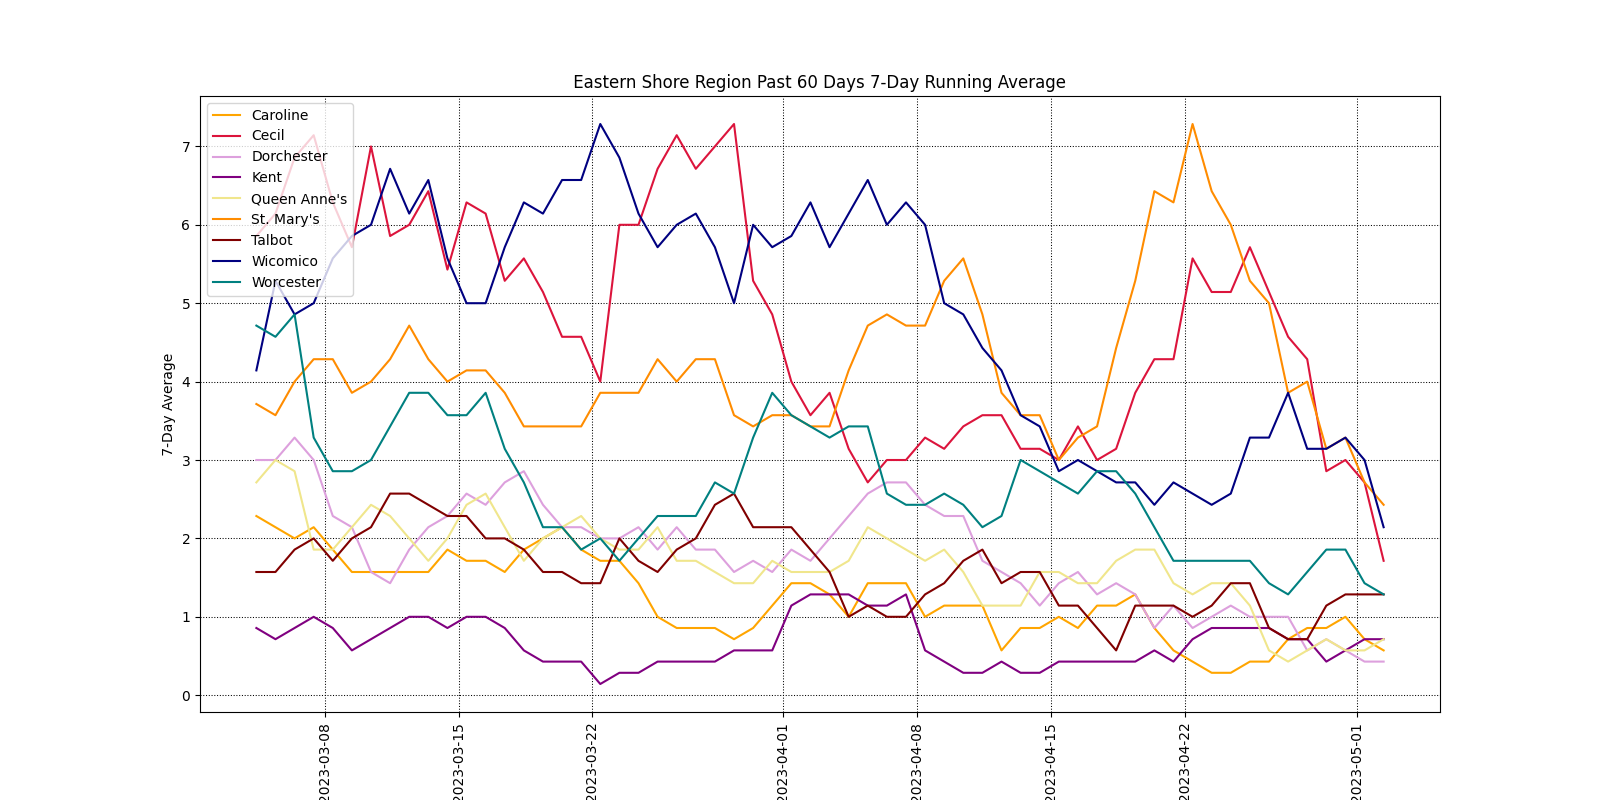 Eastern Shore Region Past 60 Days 7-Day Running Average
Caroline
Cecil
Dorchester
Kent
Queen Anne's
St. Mary's
Talbot
Wicomico
Worcester
7-Day Average
7
6
5
4
3
2
1
0
2023-03-08
2023-03-15
2023-03-22
2023-04-01
2023-04-08
2023-04-15
2023-04-22
2023-05-01